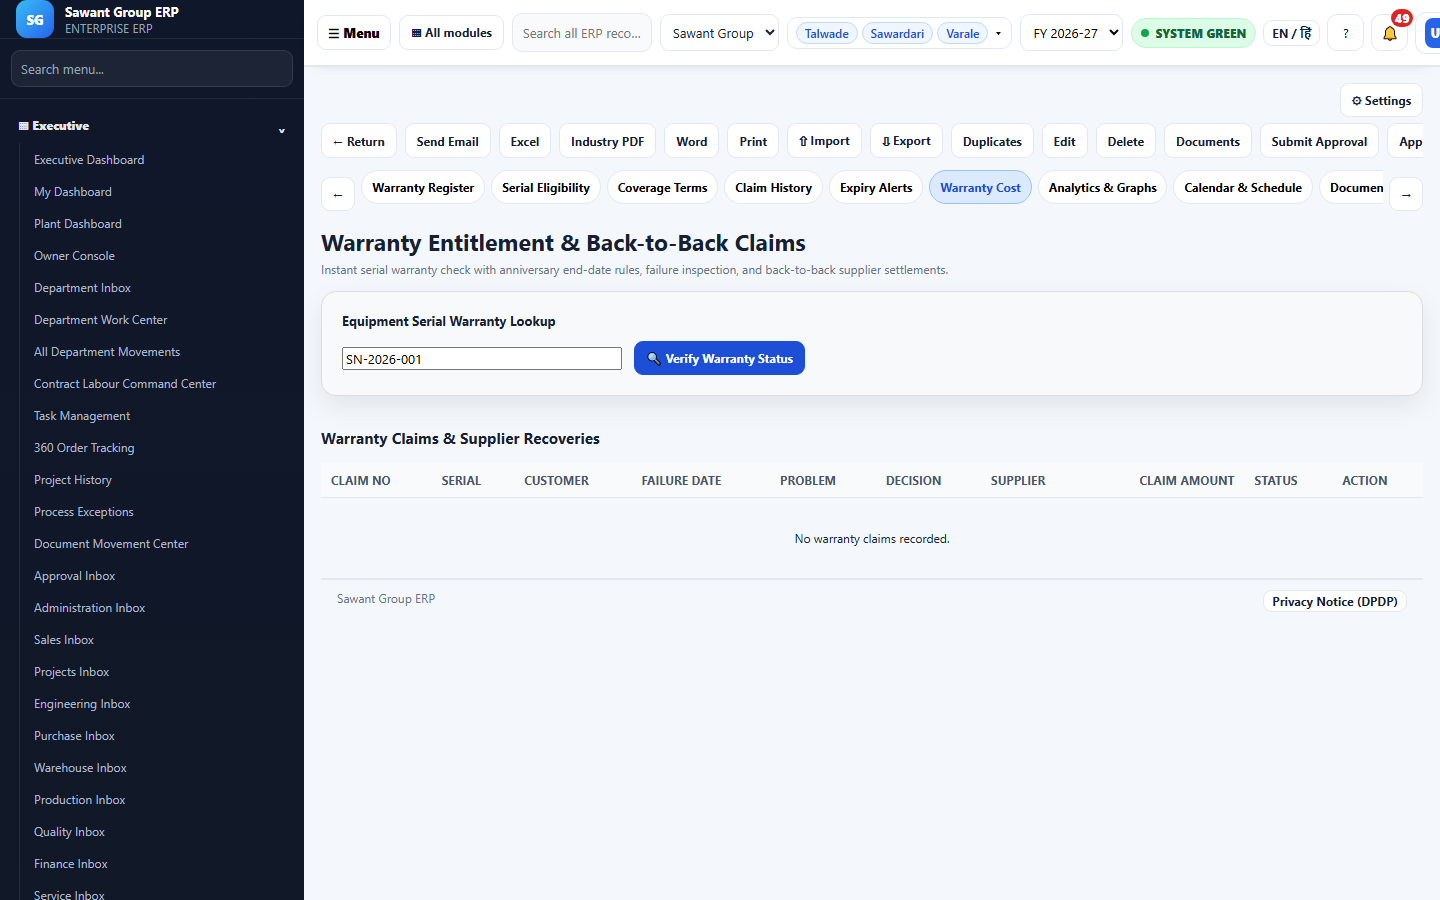 SG
Sawant Group ERP
ENTERPRISE ERP
Search menu...
Executive
Executive Dashboard
My Dashboard
Plant Dashboard
Owner Console
Department Inbox
Department Work Center
All Department Movements
Contract Labour Command Center
Task Management
360 Order Tracking
Project History
Process Exceptions
Document Movement Center
Approval Inbox
Administration Inbox
Sales Inbox
Projects Inbox
Engineering Inbox
Purchase Inbox
Warehouse Inbox
Production Inbox
Quality Inbox
Finance Inbox
Service Inbox
☰ Menu All modules Search all ERP reco... Sawant Group Talwade Sawardari Varale FY 2026-27 SYSTEM GREEN EN / हिं ? 49 U
⚙ Settings
← Return Send Email Excel Industry PDF Word Print ⇧ Import ⇩ Export Duplicates Edit Delete Documents Submit Approval App
← Warranty Register Serial Eligibility Coverage Terms Claim History Expiry Alerts Warranty Cost Analytics & Graphs Calendar & Schedule Documen →
Warranty Entitlement & Back-to-Back Claims
Instant serial warranty check with anniversary end-date rules, failure inspection, and back-to-back supplier settlements.
Equipment Serial Warranty Lookup
SN-2026-001 Verify Warranty Status
Warranty Claims & Supplier Recoveries
CLAIM NO SERIAL CUSTOMER FAILURE DATE PROBLEM DECISION SUPPLIER CLAIM AMOUNT STATUS ACTION
No warranty claims recorded.
Sawant Group ERP Privacy Notice (DPDP)